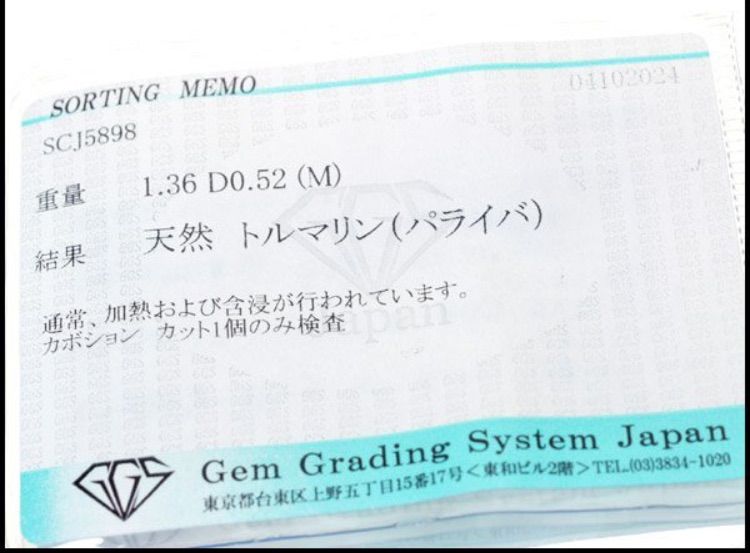 SORTING MEMO
04102024
SCJ5898
重量 1.36 D0.52 (M)
結果 天然 トルマリン(パライバ)
通常、加熱および含浸が行われています。
カボション カット1個のみ検査
Japan
GGS
Gem Grading System Japan
東京都台東区上野五丁目15番17号<東和ビル2階>TEL.(03)3834-1020